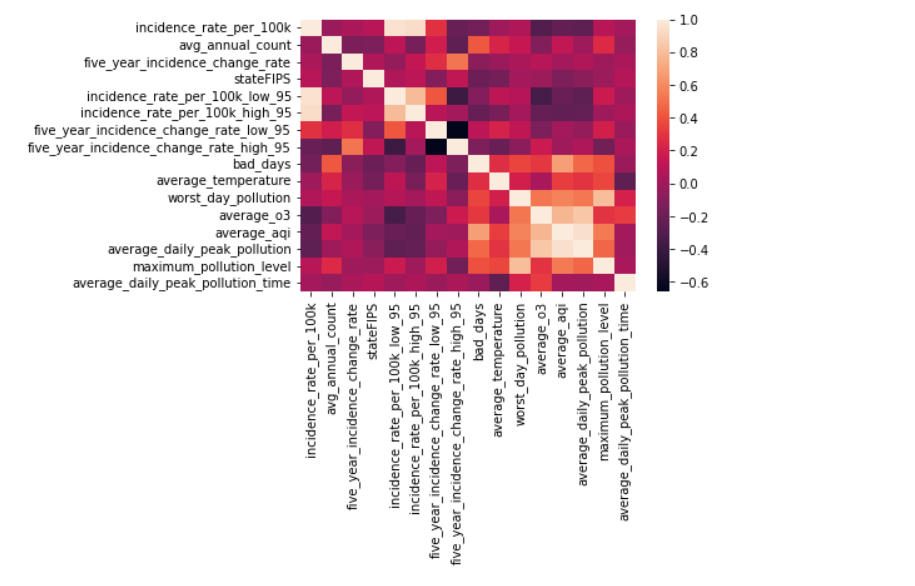 incidence_rate_per_100k
avg_annual_count
five_year_incidence_change_rate
stateFIPS
incidence_rate_per_100k_low_95
incidence_rate_per_100k_high_95
five_year_incidence_change_rate_low_95
five_year_incidence_change_rate_high_95
bad_days
average_temperature
worst_day_pollution
average_o3
average_aqi
average_daily_peak_pollution
maximum_pollution_level
average_daily_peak_pollution_time
1.0
0.8
0.6
0.4
0.2
0.0
−0.2
−0.4
−0.6
incidence_rate_per_100k
avg_annual_count
five_year_incidence_change_rate
stateFIPS
incidence_rate_per_100k_low_95
incidence_rate_per_100k_high_95
five_year_incidence_change_rate_low_95
five_year_incidence_change_rate_high_95
bad_days
average_temperature
worst_day_pollution
average_o3
average_aqi
average_daily_peak_pollution
maximum_pollution_level
average_daily_peak_pollution_time